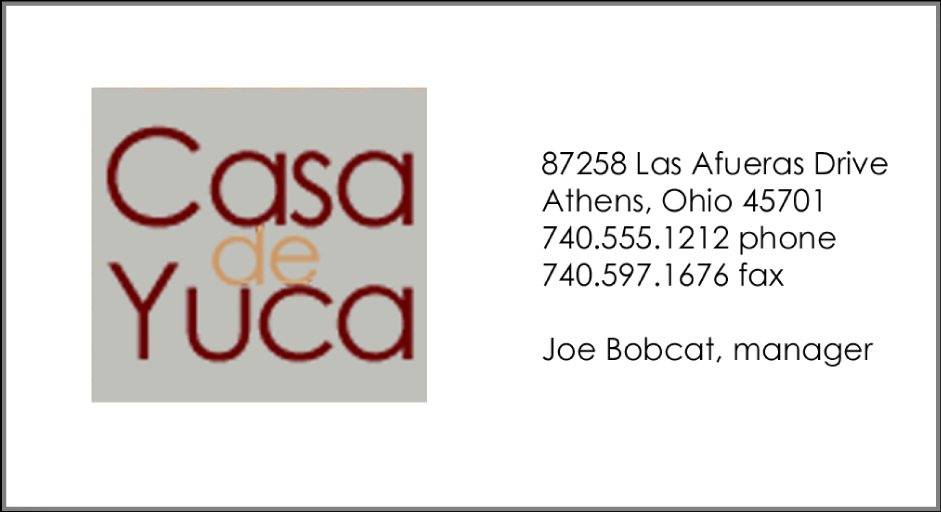 Casa
de
Yuca
87258 Las Afueras Drive
Athens, Ohio 45701
740.555.1212 phone
740.597.1676 fax
Joe Bobcat, manager